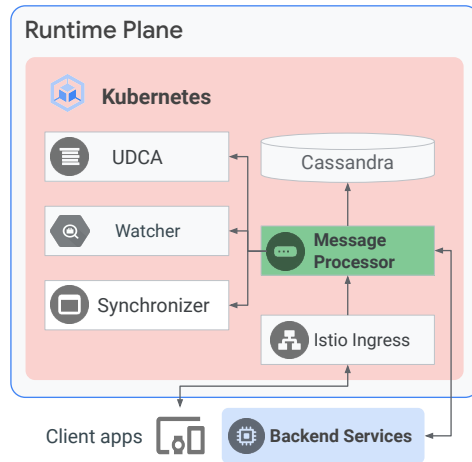 Runtime Plane
Kubernetes
UDCA
Cassandra
Watcher
Message
Processor
Synchronizer
Istio Ingress
Client apps
Backend Services